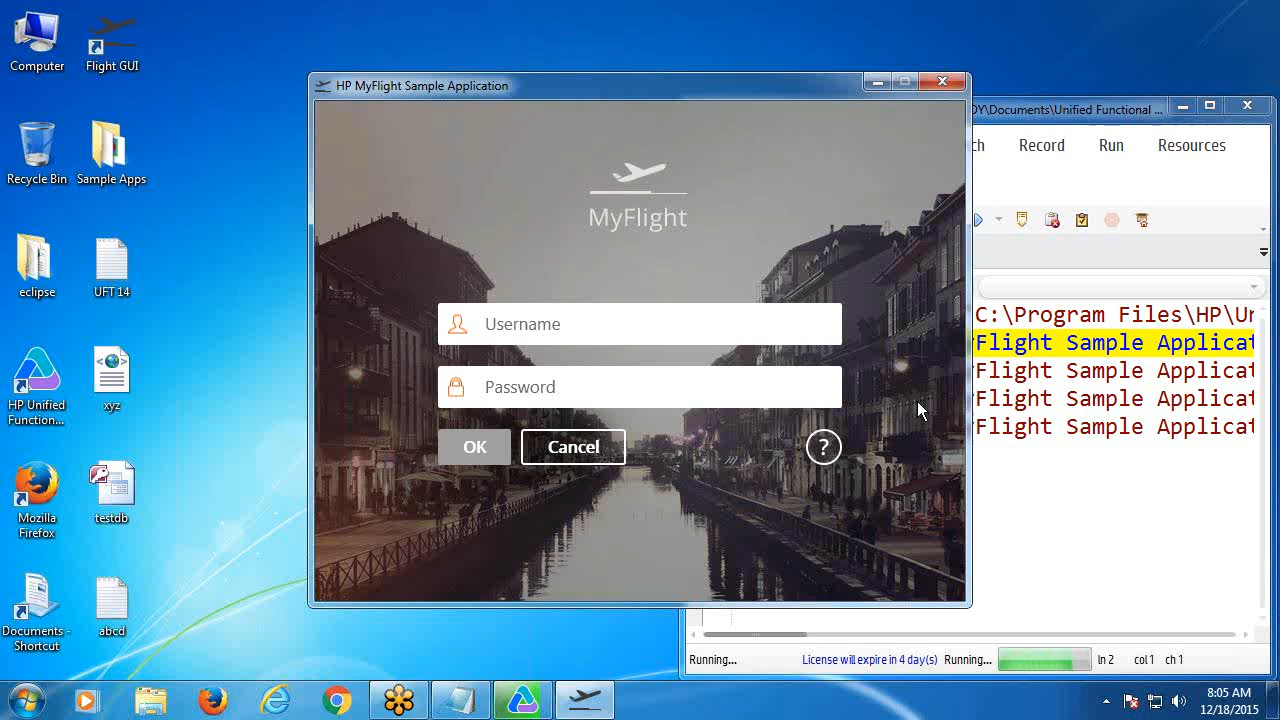 Computer
Flight GUI
Recycle Bin
Sample Apps
eclipse
UFT 14
HP Unified
Function...
xyz
Mozilla
Firefox
testdb
Documents -
Shortcut
abcd
HP MyFlight Sample Application
MyFlight
Username
Password
OK
Cancel
?
DY\Documents\Unified Functional ...
ch
Record
Run
Resources
C:\Program Files\HP\Un
Flight Sample Applicat
Flight Sample Applicat
Flight Sample Applicat
Flight Sample Applicat
Running...
License will expire in 4 day(s)
Running...
ln 2
col 1
ch 1
8:05 AM
12/18/2015